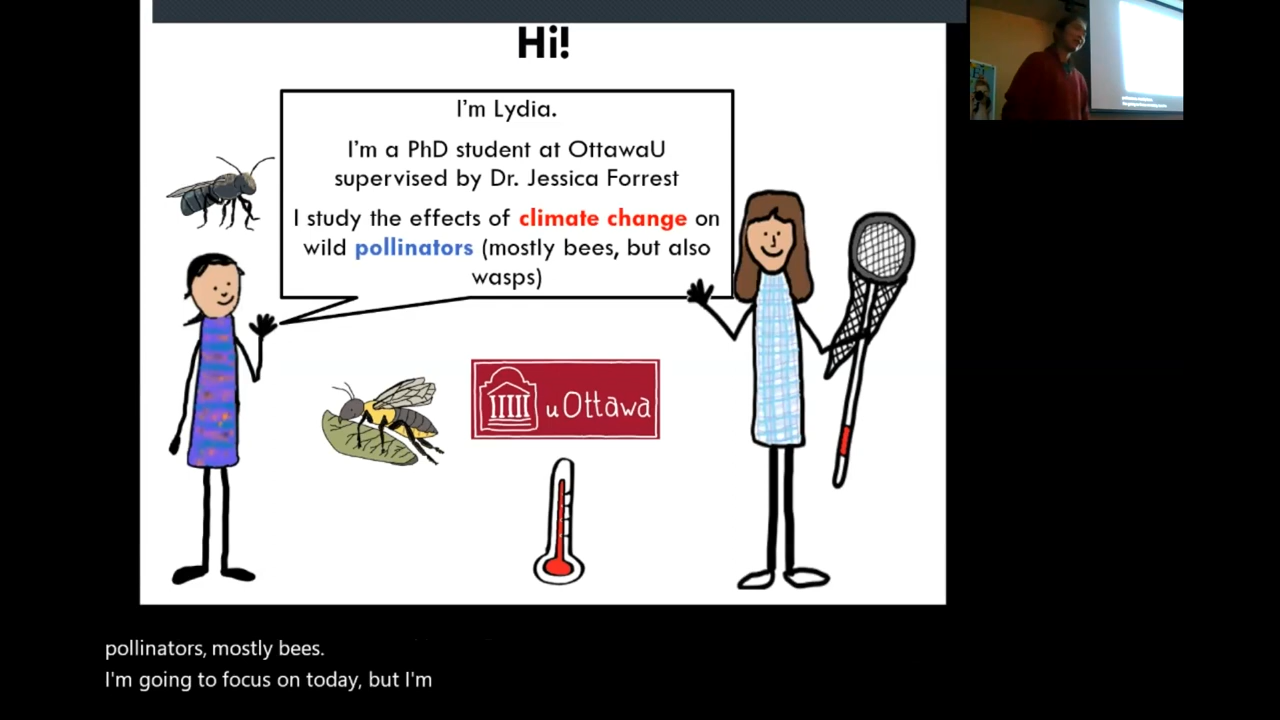 Hi!
I'm Lydia.
I'm a PhD student at OttawaU
supervised by Dr. Jessica Forrest
I study the effects of climate change on
wild pollinators (mostly bees, but also
wasps)
u Ottawa
pollinators, mostly bees.
I'm going to focus on today, but I'm